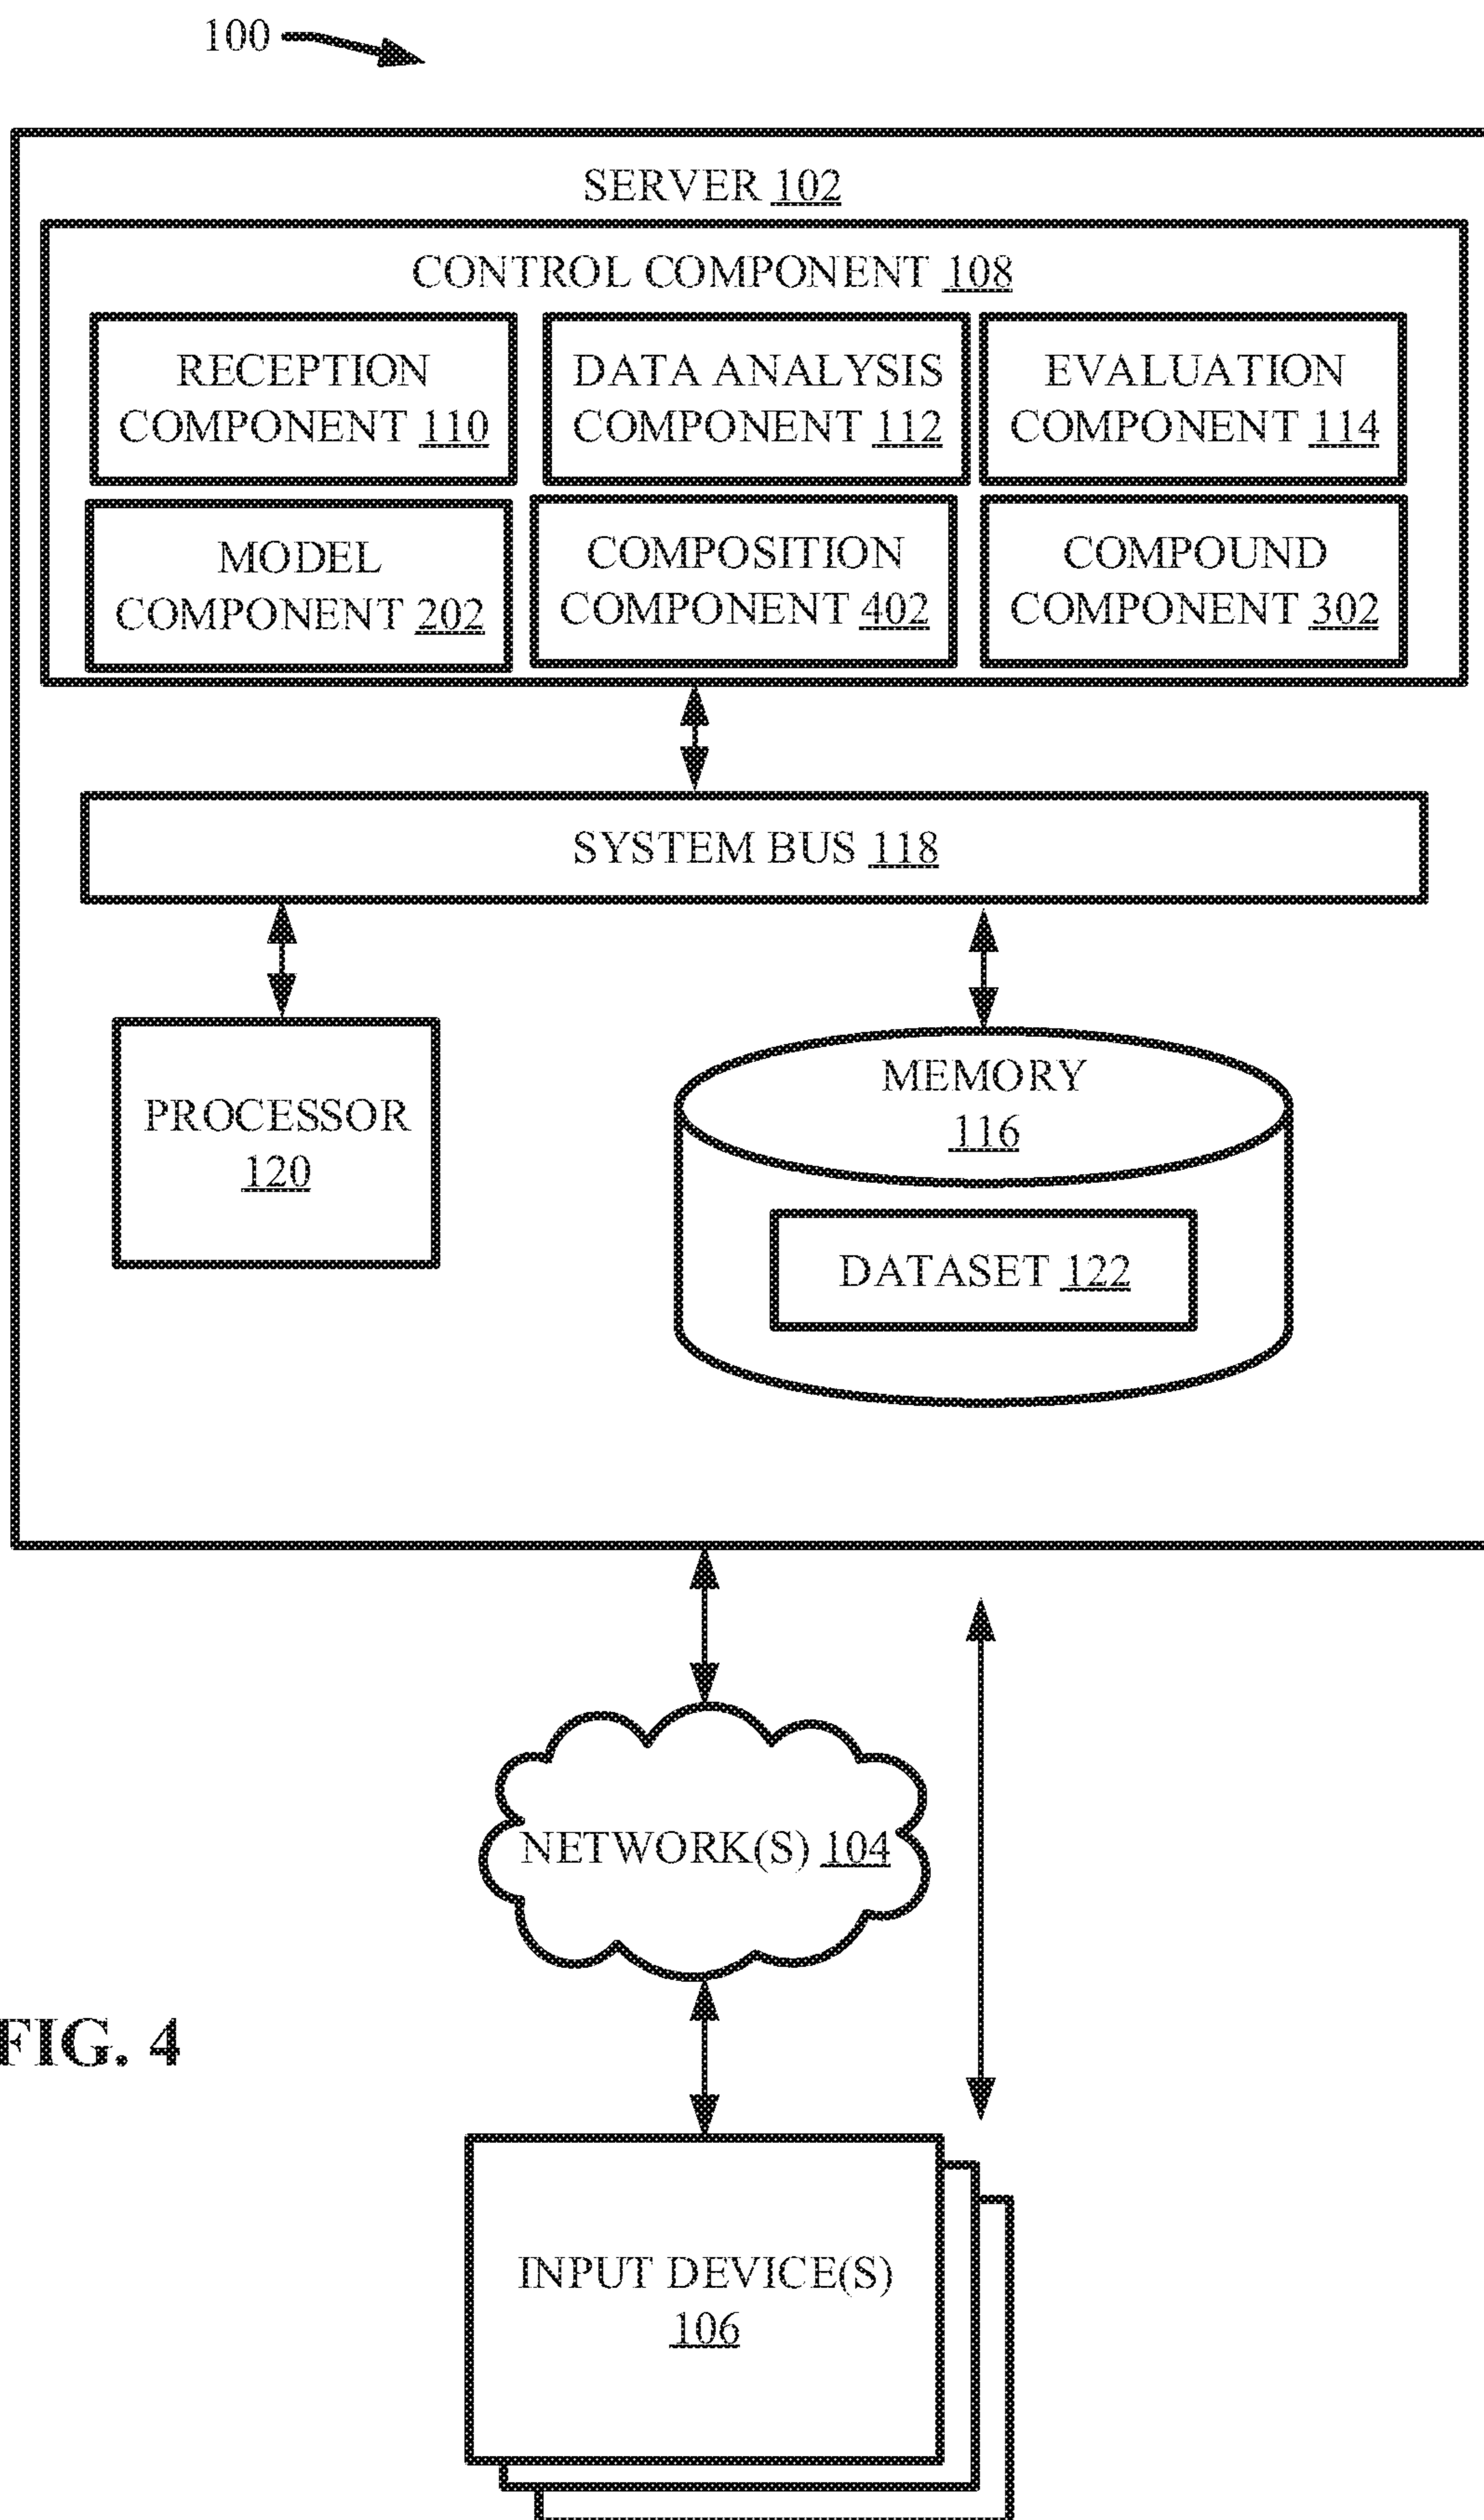 100
SERVER 102
CONTROL COMPONENT 108
RECEPTION
COMPONENT 110
DATA ANALYSIS
COMPONENT 112
EVALUATION
COMPONENT 114
MODEL
COMPONENT 202
COMPOSITION
COMPONENT 402
COMPOUND
COMPONENT 302
SYSTEM BUS 118
PROCESSOR
120
MEMORY
116
DATASET 122
NETWORK(S) 104
FIG. 4
INPUT DEVICE(S)
106